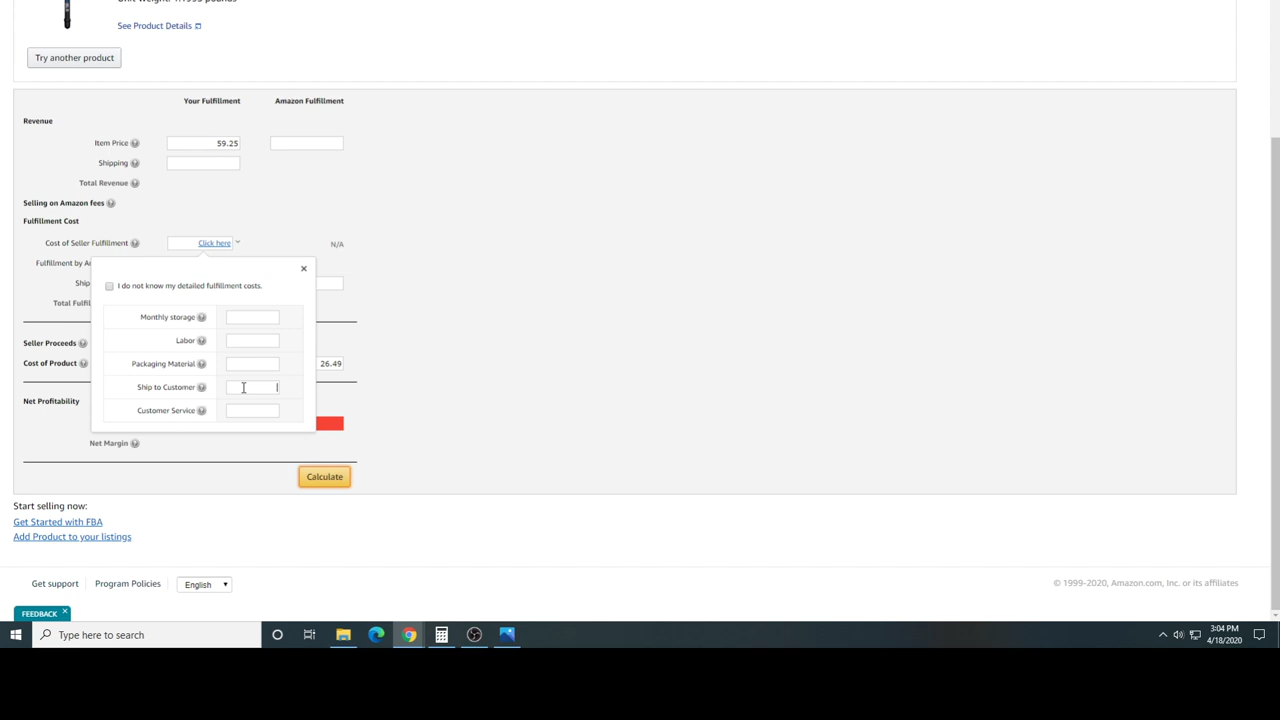 See Product Details
Try another product
Your Fulfillment Amazon Fulfillment
Revenue
Item Price 59.25
Shipping
Total Revenue
Selling on Amazon fees
Fulfillment Cost
Cost of Seller Fulfillment Click here N/A
Fulfillment by A
Ship
Total Fulfil
I do not know my detailed fulfillment costs.
Monthly storage
Labor
Packaging Material
Ship to Customer
Customer Service
Seller Proceeds
Cost of Product 26.49
Net Profitability
Net Margin
Calculate
Start selling now:
Get Started with FBA
Add Product to your listings
Get support Program Policies English © 1999-2020, Amazon.com, Inc. or its affiliates
FEEDBACK
Type here to search
3:04 PM
4/18/2020